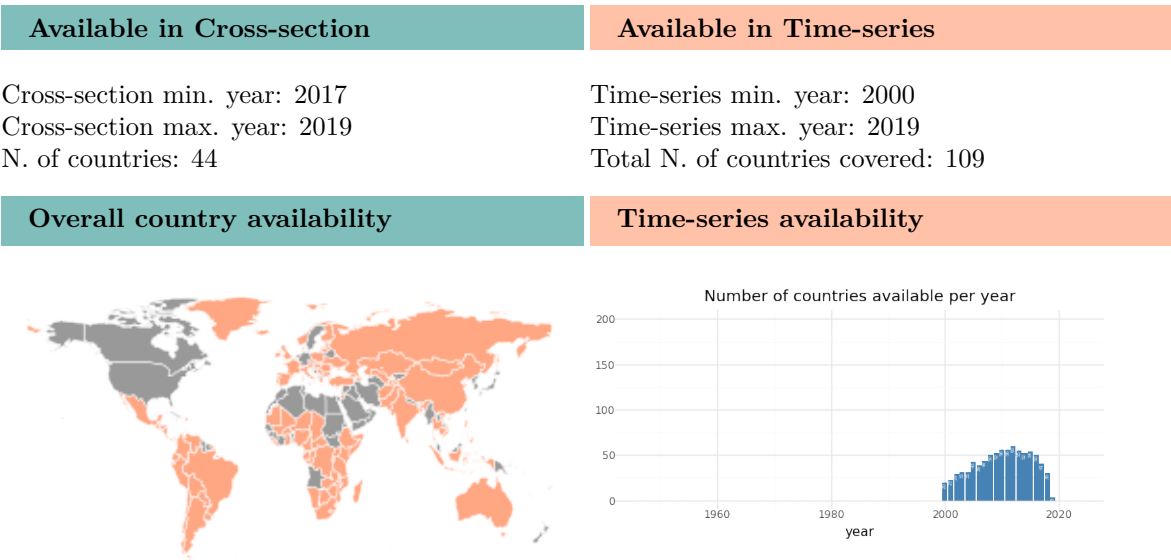 Available in Cross-section
Available in Time-series
Cross-section min. year: 2017
Cross-section max. year: 2019
N. of countries: 44
Time-series min. year: 2000
Time-series max. year: 2019
Total N. of countries covered: 109
Overall country availability
Time-series availability
Number of countries available per year
200
150
100
50
0
1960 1980 2000 2020
year